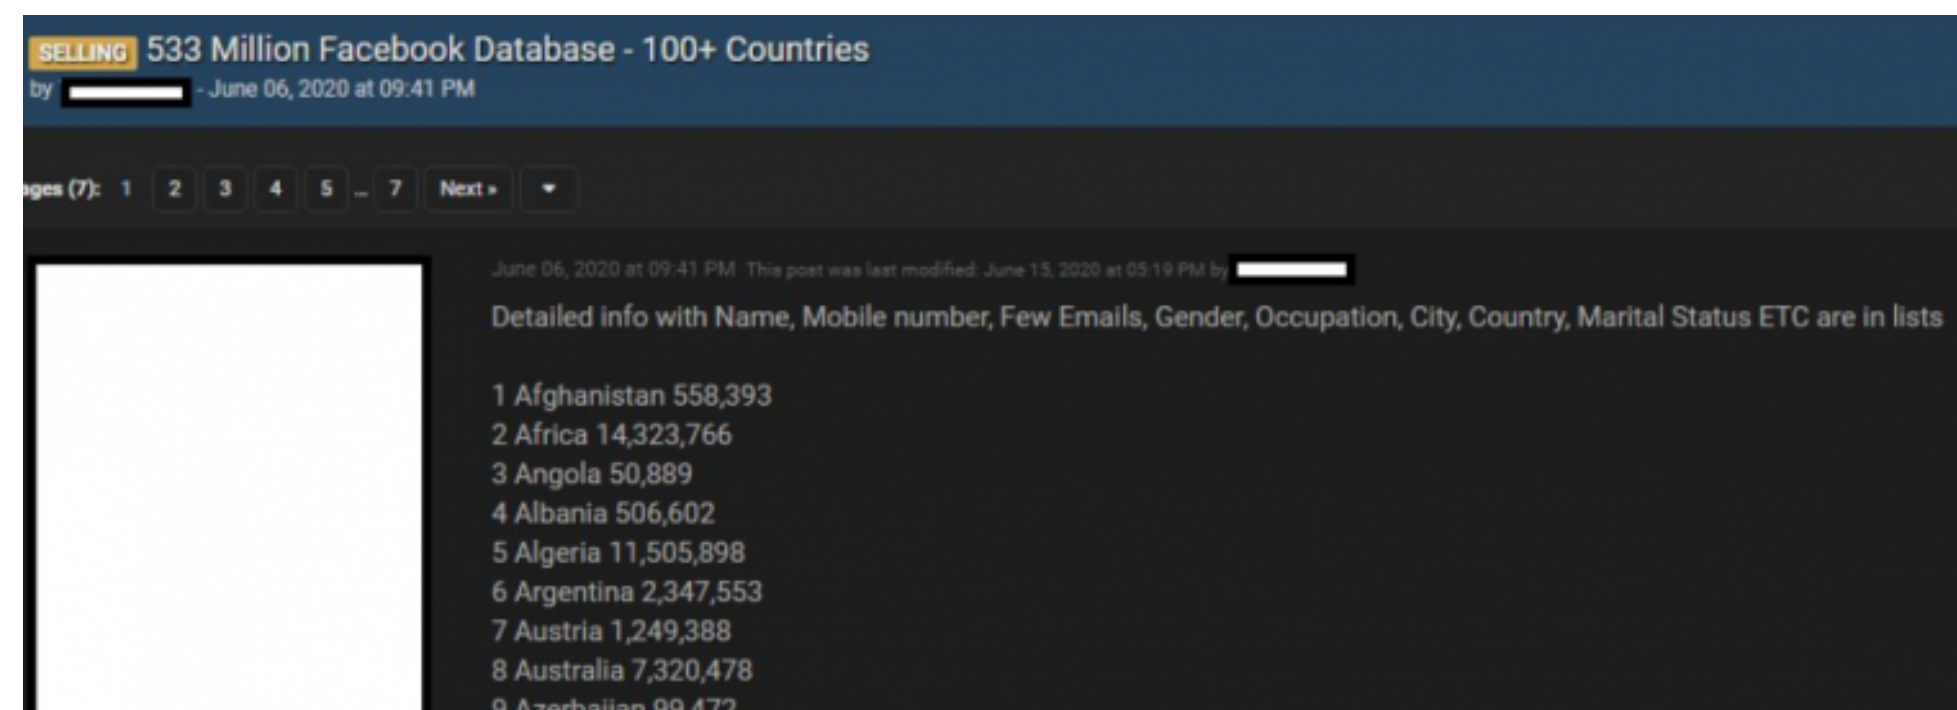 SELLING 533 Million Facebook Database - 100+ Countries
by - June 06, 2020 at 09:41 PM
ages (7): 1 2 3 4 5 ... 7 Next »
June 06, 2020 at 09:41 PM This post was last modified: June 15, 2020 at 05:19 PM by
Detailed info with Name, Mobile number, Few Emails, Gender, Occupation, City, Country, Marital Status ETC are in lists
1 Afghanistan 558,393
2 Africa 14,323,766
3 Angola 50,889
4 Albania 506,602
5 Algeria 11,505,898
6 Argentina 2,347,553
7 Austria 1,249,388
8 Australia 7,320,478
9 Azerbaijan 99,472